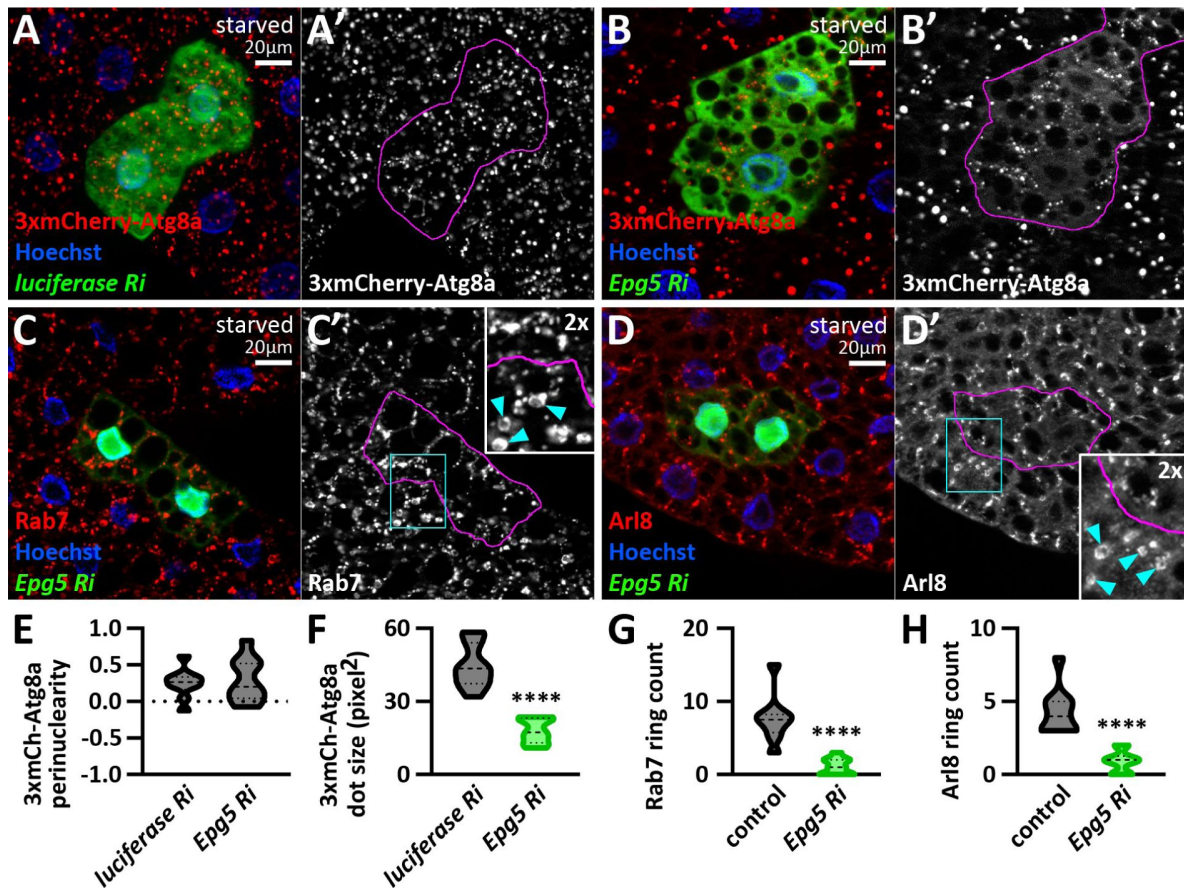 A
starved
20µm
3xmCherry-Atg8a
Hoechst
luciferase Ri
A′
3xmCherry-Atg8a
B
starved
20µm
3xmCherry-Atg8a
Hoechst
Epg5 Ri
B′
3xmCherry-Atg8a
C
starved
20µm
Rab7
Hoechst
Epg5 Ri
C′
2x
Rab7
D
starved
20µm
Arl8
Hoechst
Epg5 Ri
D′
2x
Arl8
E
3xmCh-Atg8a
perinuclearity
1.0
0.5
0.0
-0.5
-1.0
luciferase Ri
Epg5 Ri
F
3xmCh-Atg8a
dot size (pixel²)
60
30
0
****
luciferase Ri
Epg5 Ri
G
Rab7 ring count
20
10
0
****
control
Epg5 Ri
H
Arl8 ring count
10
5
0
****
control
Epg5 Ri